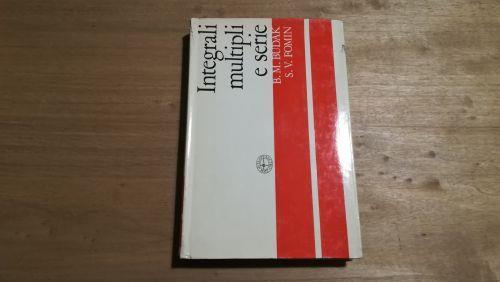 Integrali
multipli
e serie
B. M. BUDAK
S. V. FOMIN